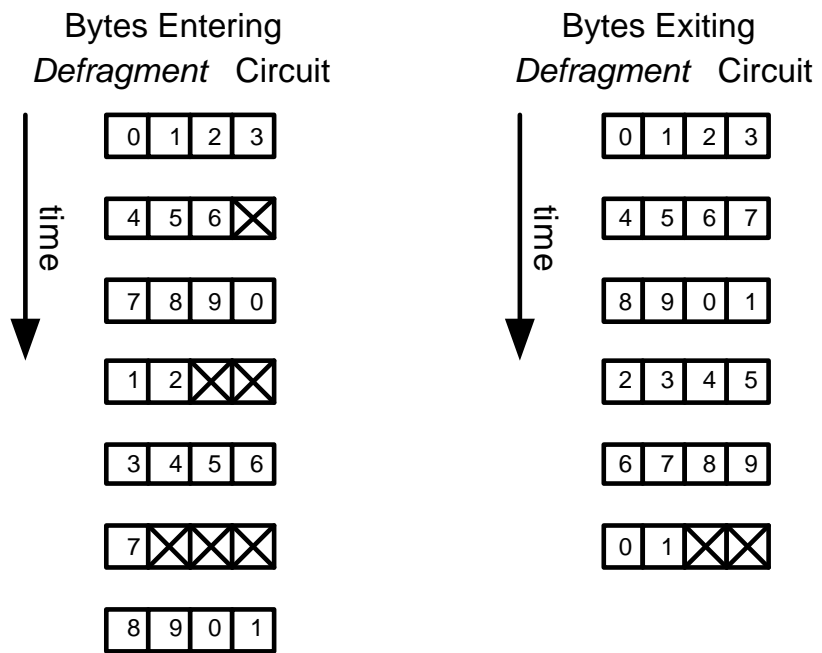 Bytes Entering
Defragment Circuit
time
0 1 2 3
4 5 6
7 8 9 0
1 2
3 4 5 6
7
8 9 0 1
Bytes Exiting
Defragment Circuit
time
0 1 2 3
4 5 6 7
8 9 0 1
2 3 4 5
6 7 8 9
0 1